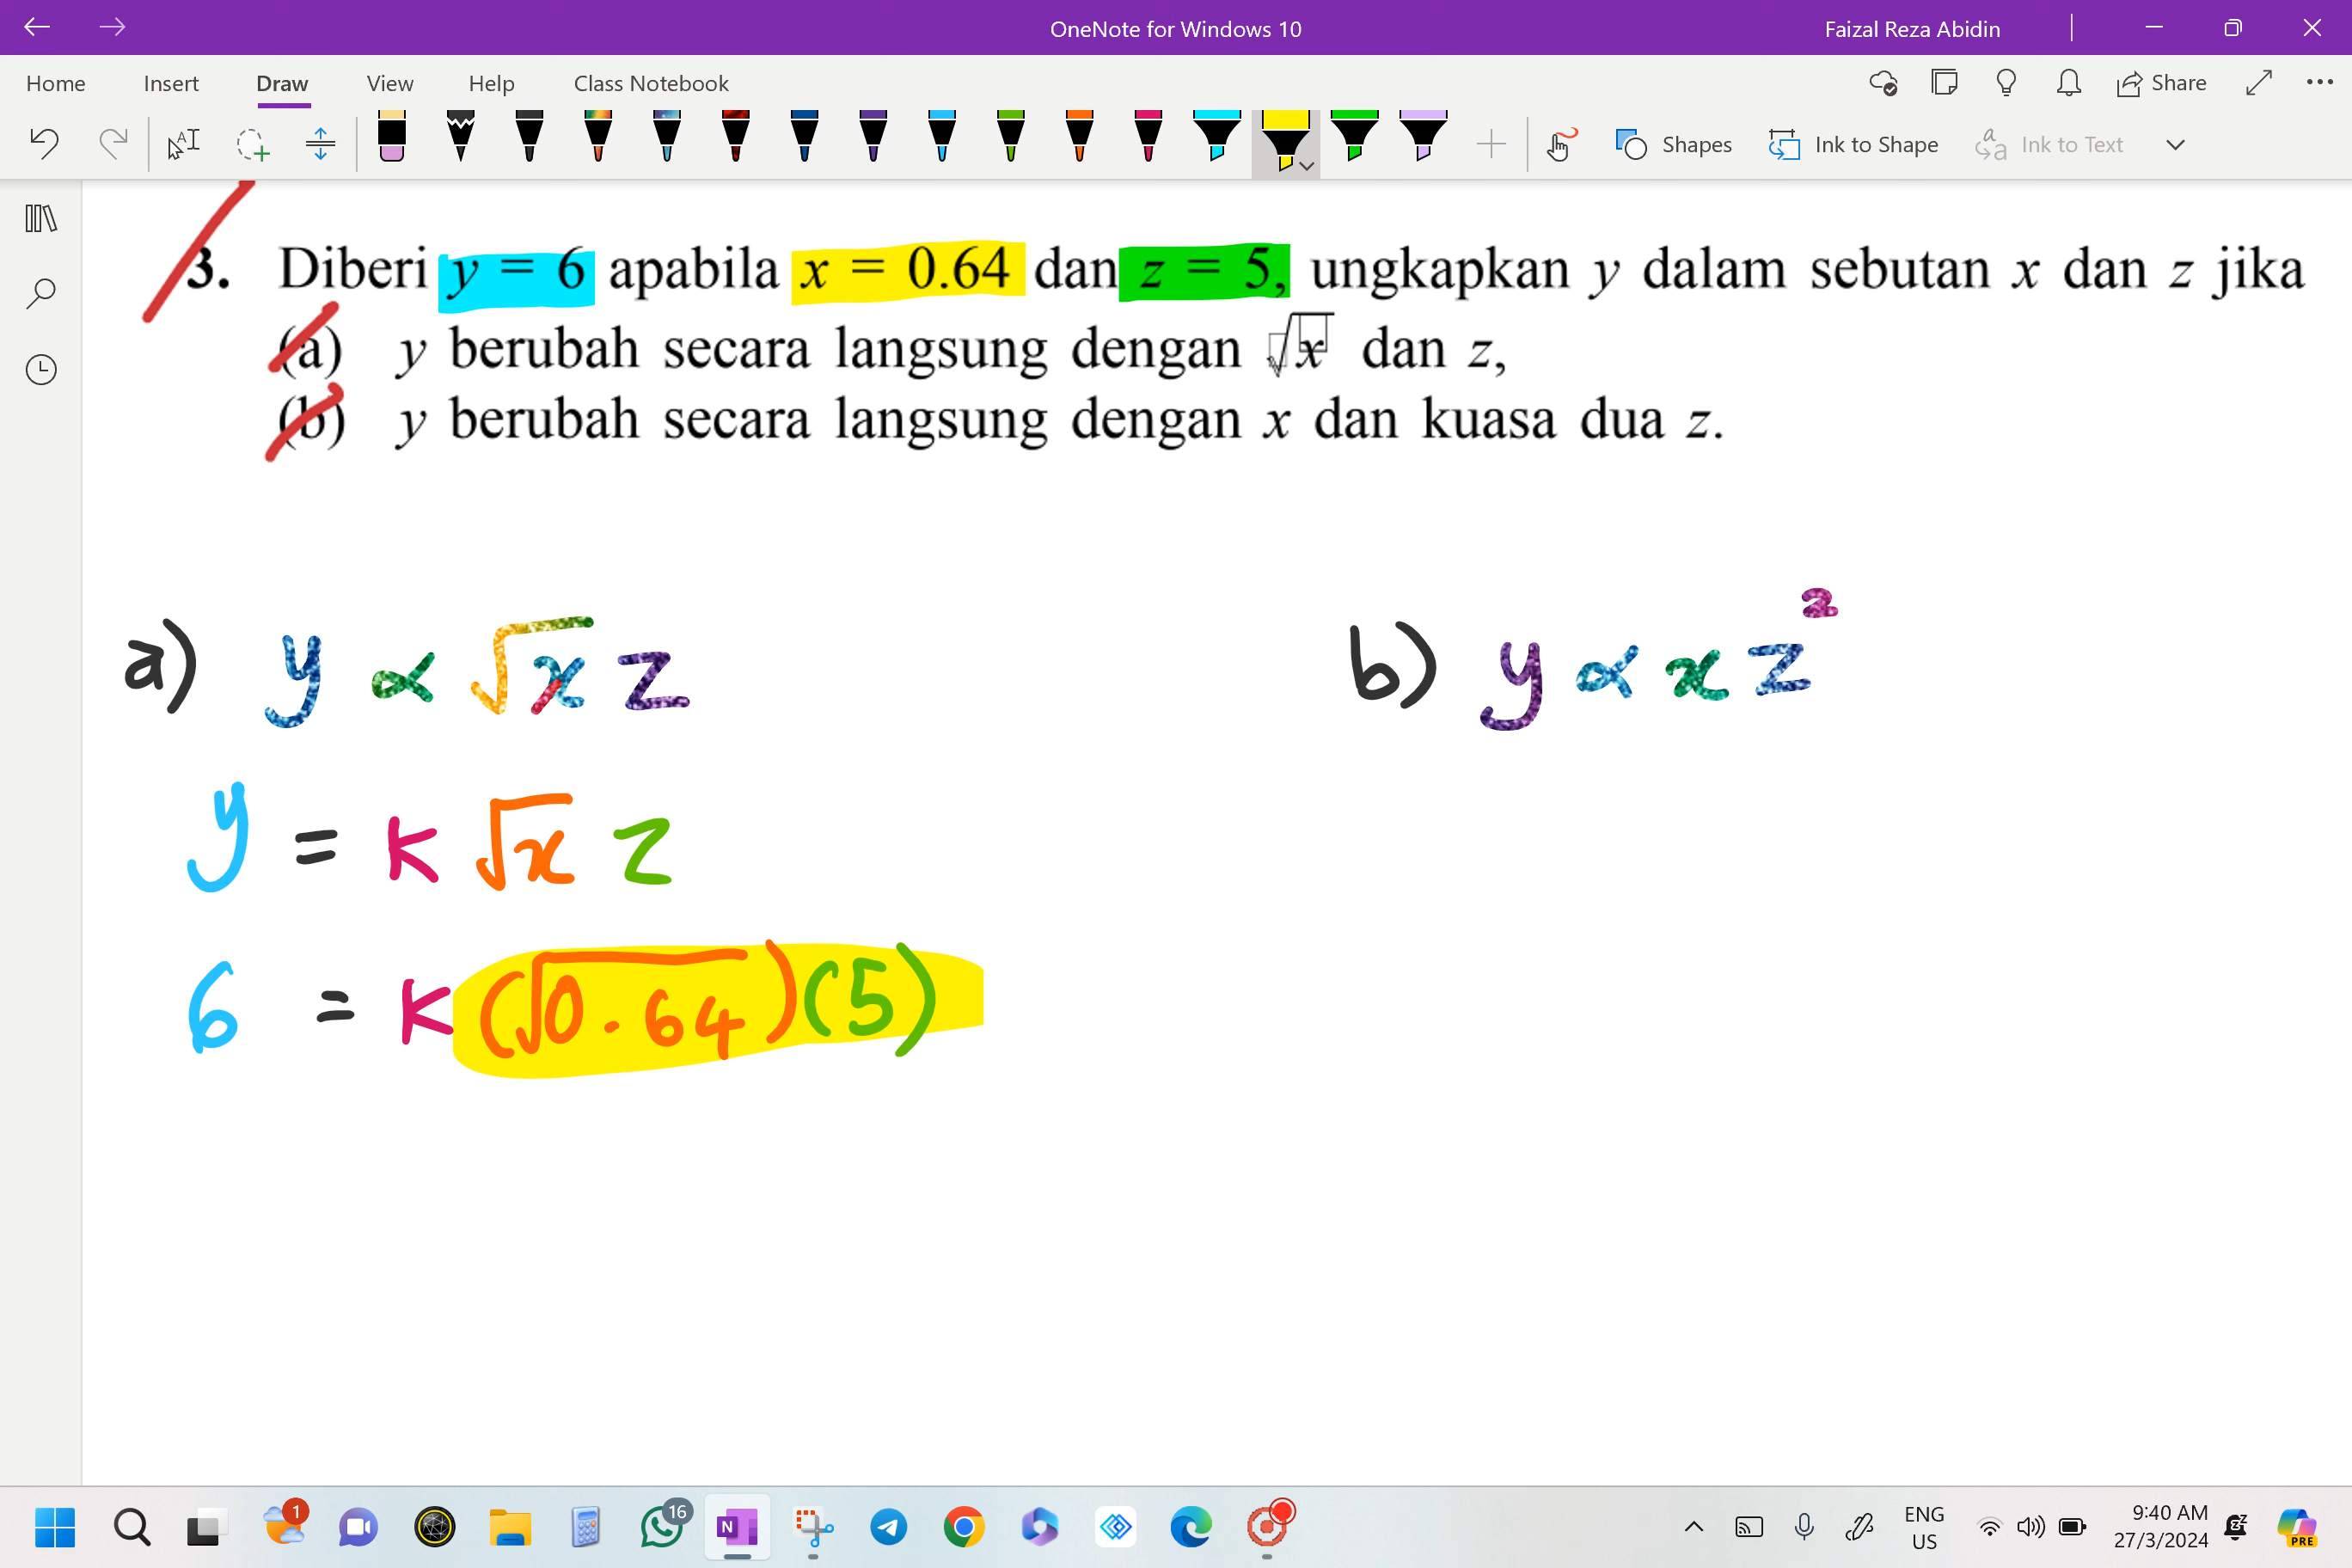 OneNote for Windows 10
Faizal Reza Abidin
Home Insert Draw View Help Class Notebook Share
Shapes Ink to Shape Ink to Text
3. Diberi y = 6 apabila x = 0.64 dan z = 5, ungkapkan y dalam sebutan x dan z jika
(a) y berubah secara langsung dengan √x dan z,
(b) y berubah secara langsung dengan x dan kuasa dua z.
a) y ∝ √x z
b) y ∝ x z²
y = k √x z
6 = k (√0.64)(5)
1
16
N
ENG
US
9:40 AM
27/3/2024
PRE